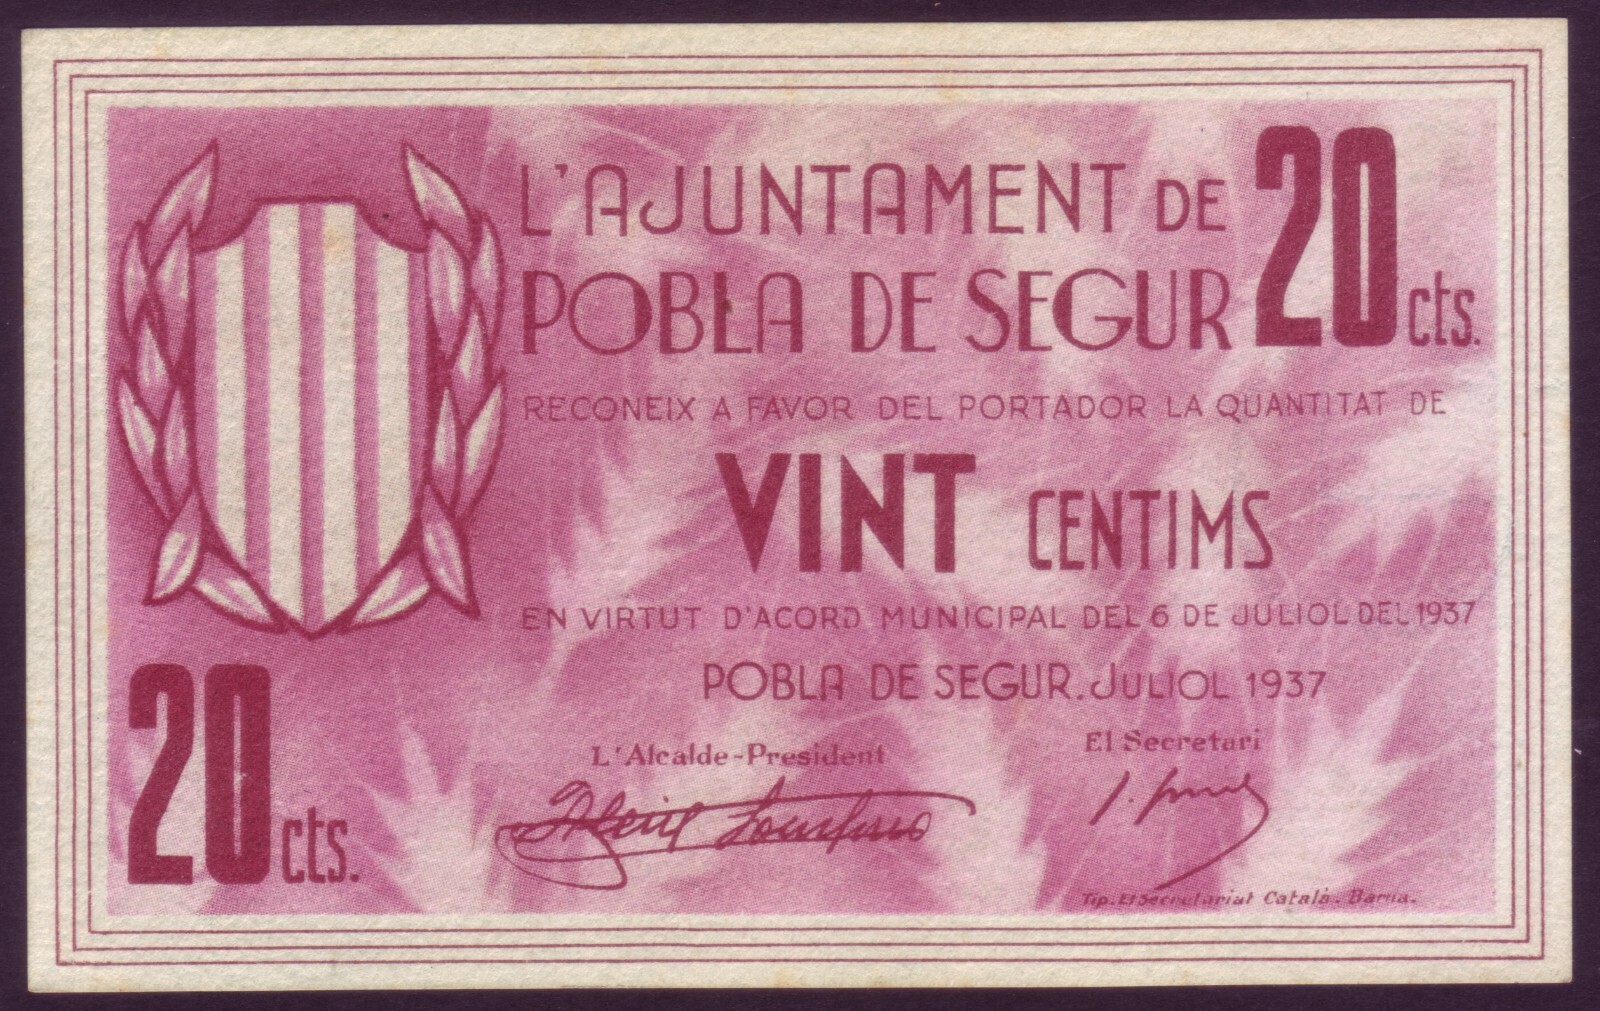 L'AJUNTAMENT DE
POBLA DE SEGUR
20 cts.
RECONEIX A FAVOR DEL PORTADOR LA QUANTITAT DE
VINT CENTIMS
EN VIRTUT D'ACORD MUNICIPAL DEL 6 DE JULIOL DEL 1937
POBLA DE SEGUR. JULIOL 1937
20 cts.
L'Alcalde-President
El Secretari
Tip. El Secretariat Català. Barna.